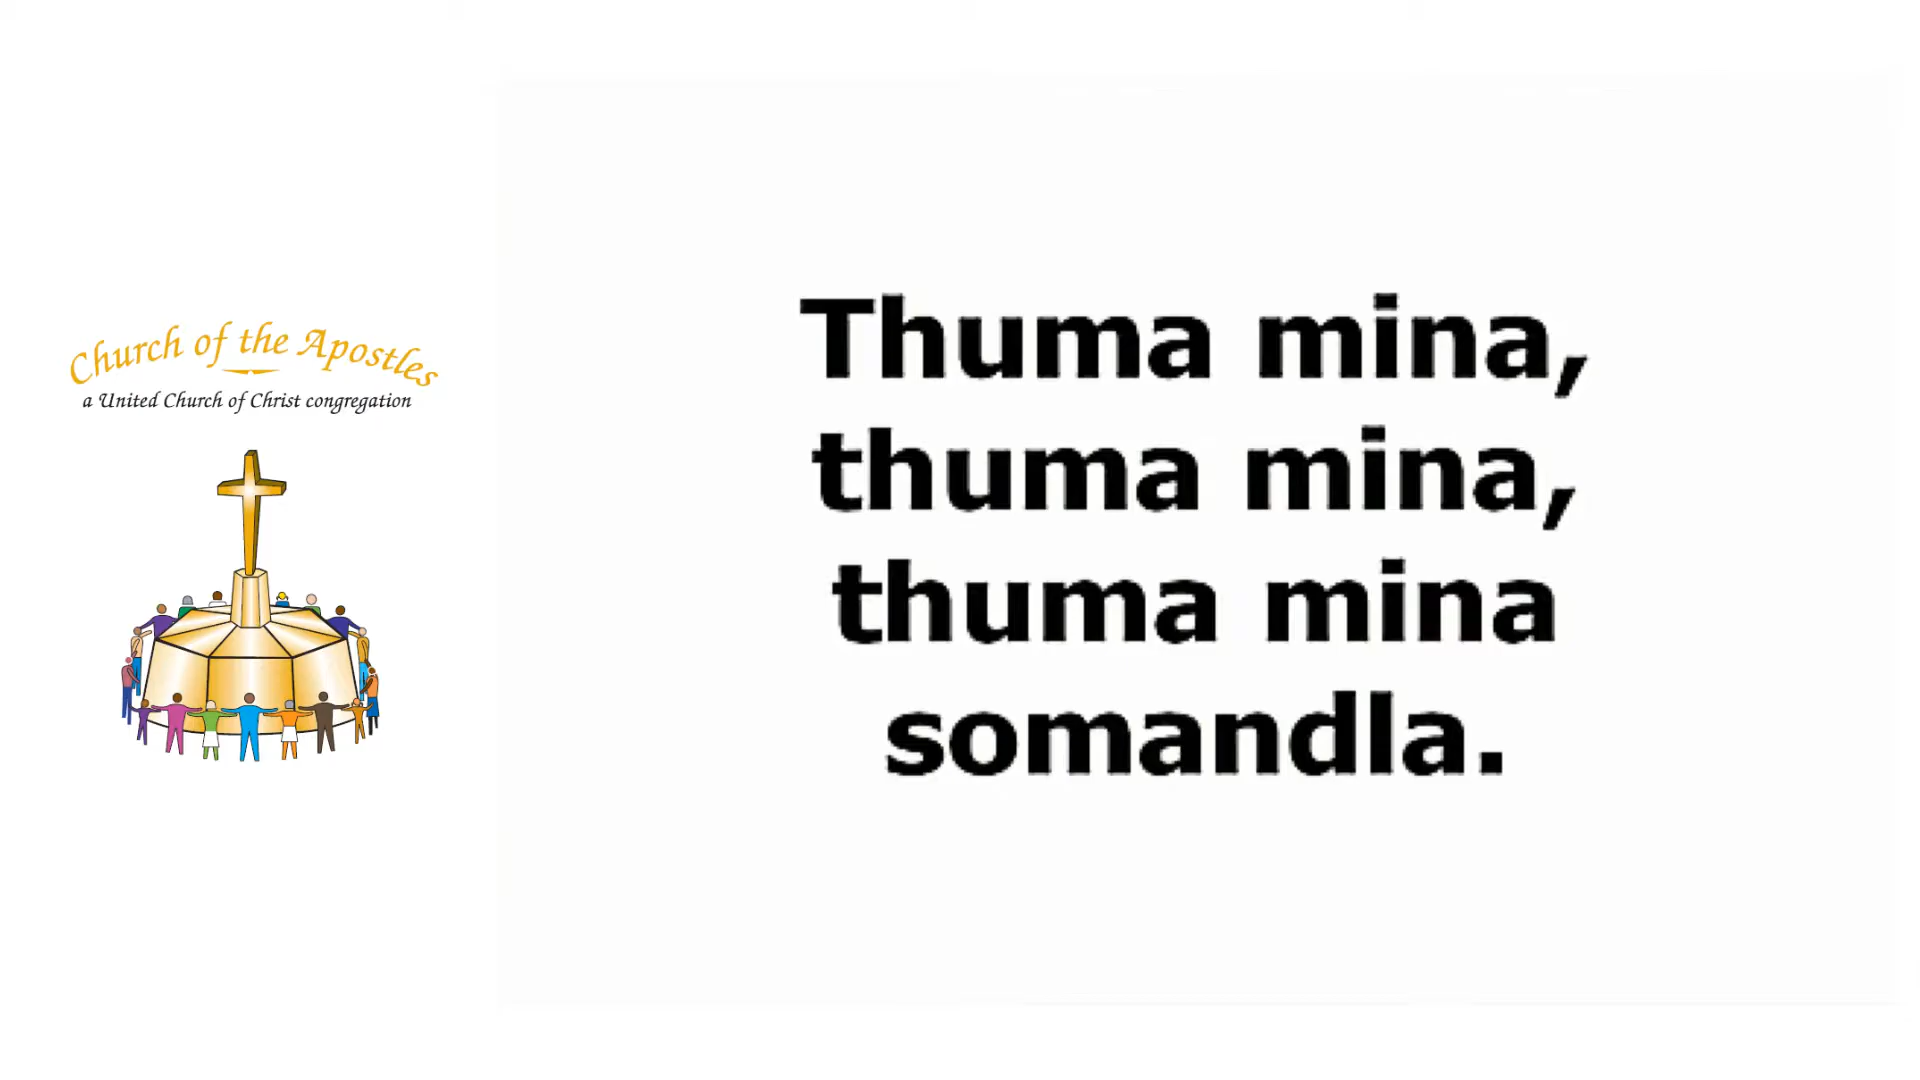 Church of the Apostles
a United Church of Christ congregation
Thuma mina,
thuma mina,
thuma mina
somandla.